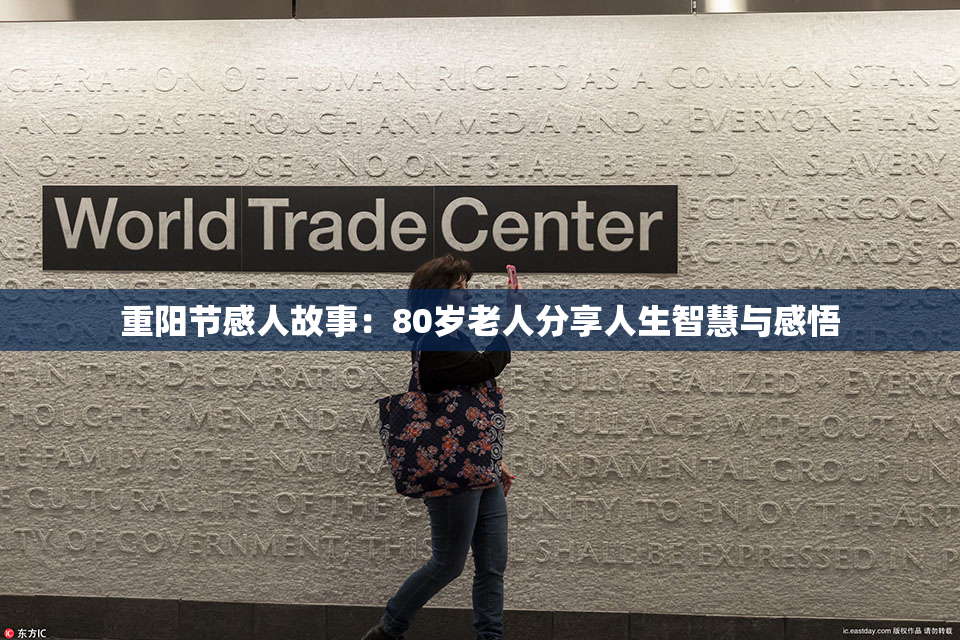 CLARATION OF HUMAN RIGHTS AS A COMMON STAND
AND IDEAS THROUGH ANY MEDIA AND • EVERYONE HAS T
N OF THIS PLEDGE • NO ONE SHALL BE HELD IN SLAVERY
World Trade Center
ECTIVE RECOGN
ACT TOWARDS O
重阳节感人故事：80岁老人分享人生智慧与感悟
IN THIS DECLARATION FULLY REALIZED • EVERYO
THOUGHT MEN AND OF FULL AGE, WITHO
E FAMILY IS THE NATURA FUNDAMENTAL GROUP
E CULTURAL LIFE OF THE UNITY, TO ENJOY THE ART
TY OF GOVERNMENT; THIS SHALL BE EXPRESSED IN P
东方IC
ic.eastday.com 版权作品 请勿转载